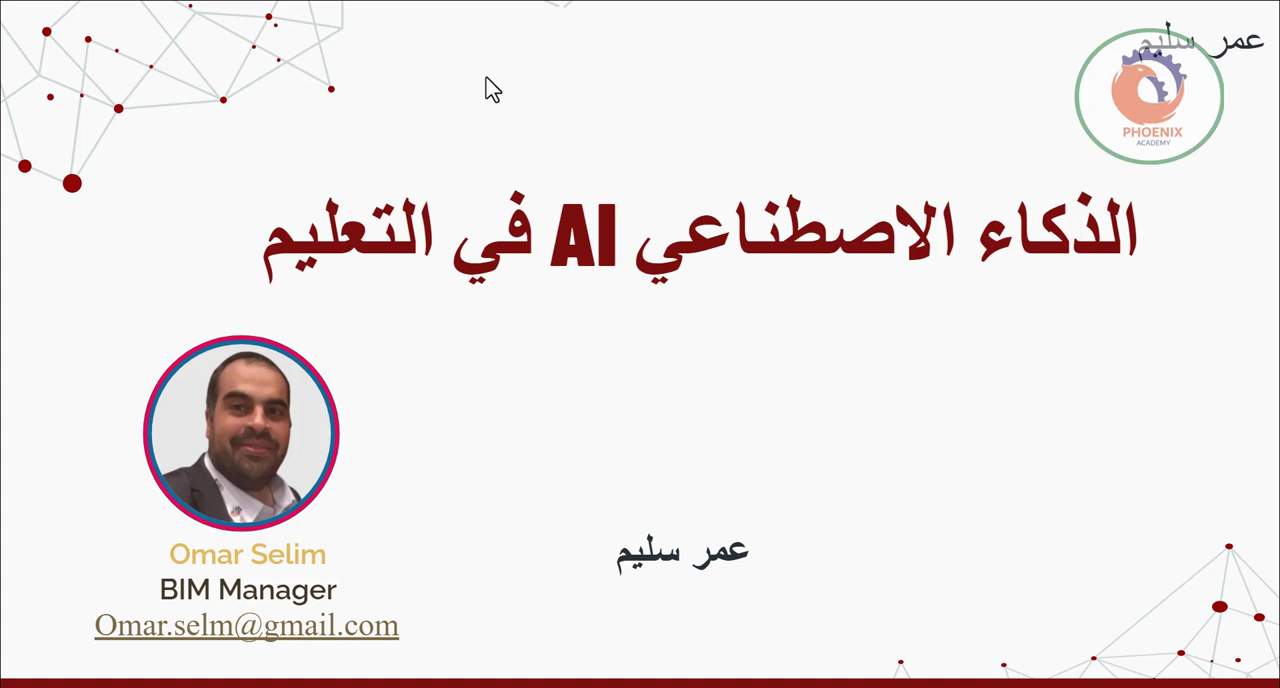 عمر سليم
PHOENIX
ACADEMY
الذكاء الاصطناعي AI في التعليم
Omar Selim
BIM Manager
Omar.selm@gmail.com
عمر سليم